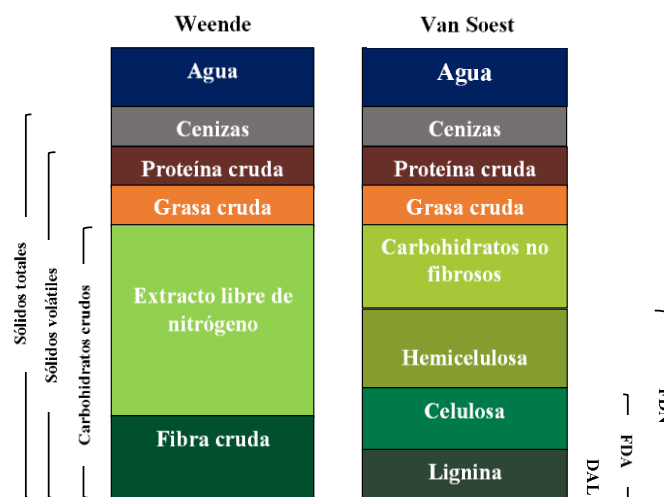 Weende
Van Soest
Agua
Agua
Cenizas
Cenizas
Proteína cruda
Proteína cruda
Grasa cruda
Grasa cruda
Extracto libre de
nitrógeno
Carbohidratos no
fibrosos
Hemicelulosa
Fibra cruda
Celulosa
Lignina
Sólidos totales
Sólidos volátiles
Carbohidratos crudos
DAL
FDA